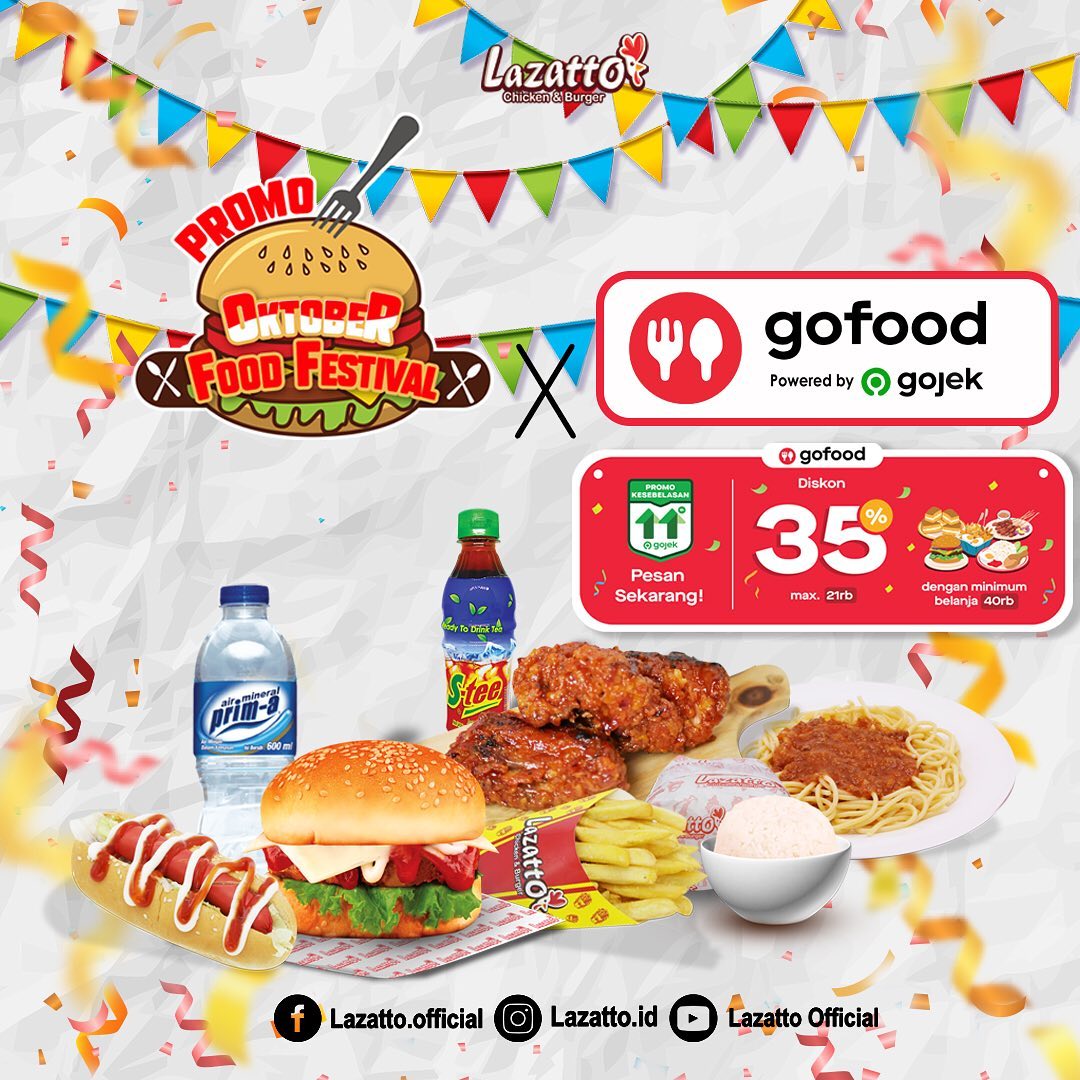 Lazatto
Chicken & Burger
PROMO
OKTOBER
FOOD FESTIVAL
X
gofood
Powered by gojek
gofood
PROMO
KESEBELASAN
11
gojek
Pesan
Sekarang!
Diskon
35%
max. 21rb
dengan minimum
belanja 40rb
Ready To Drink Tea
S-tee
air mineral
prim-a
600 ml
Lazatto
Lazatto
Chicken & Burger
Lazatto.official
Lazatto.id
Lazatto Official